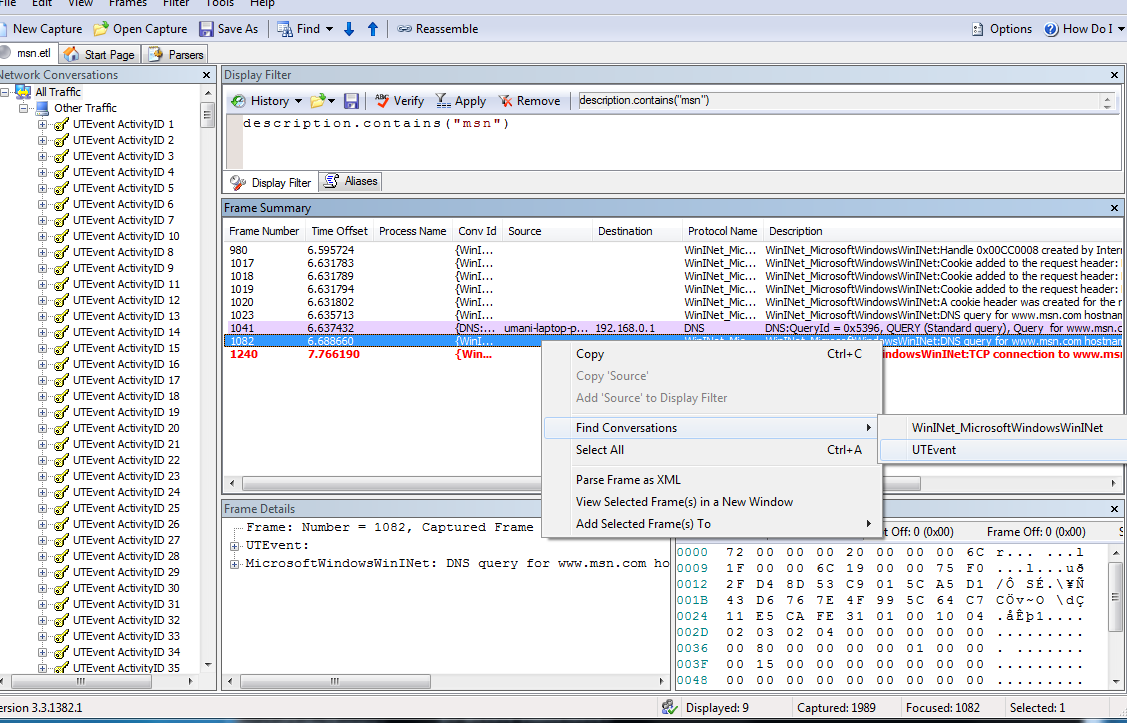 File Edit View Frames Filter Tools Help
New Capture Open Capture Save As Find Reassemble Options How Do I
msn.etl Start Page Parsers
Network Conversations
All Traffic
Other Traffic
UTEvent ActivityID 1
UTEvent ActivityID 2
UTEvent ActivityID 3
UTEvent ActivityID 4
UTEvent ActivityID 5
UTEvent ActivityID 6
UTEvent ActivityID 7
UTEvent ActivityID 10
UTEvent ActivityID 8
UTEvent ActivityID 9
UTEvent ActivityID 11
UTEvent ActivityID 12
UTEvent ActivityID 13
UTEvent ActivityID 14
UTEvent ActivityID 15
UTEvent ActivityID 16
UTEvent ActivityID 17
UTEvent ActivityID 18
UTEvent ActivityID 19
UTEvent ActivityID 20
UTEvent ActivityID 21
UTEvent ActivityID 22
UTEvent ActivityID 23
UTEvent ActivityID 24
UTEvent ActivityID 25
UTEvent ActivityID 26
UTEvent ActivityID 27
UTEvent ActivityID 28
UTEvent ActivityID 29
UTEvent ActivityID 30
UTEvent ActivityID 31
UTEvent ActivityID 32
UTEvent ActivityID 33
UTEvent ActivityID 34
UTEvent ActivityID 35
Display Filter
History Verify Apply Remove description.contains("msn")
description.contains("msn")
Display Filter Aliases
Frame Summary
Frame Number Time Offset Process Name Conv Id Source Destination Protocol Name Description
980 6.595724 {WinI... WinINet_Mic... WinINet_MicrosoftWindowsWinINet:Handle 0x00CC0008 created by Inter
1017 6.631783 {WinI... WinINet_Mic... WinINet_MicrosoftWindowsWinINet:Cookie added to the request header:
1018 6.631789 {WinI... WinINet_Mic... WinINet_MicrosoftWindowsWinINet:Cookie added to the request header:
1019 6.631794 {WinI... WinINet_Mic... WinINet_MicrosoftWindowsWinINet:Cookie added to the request header:
1020 6.631802 {WinI... WinINet_Mic... WinINet_MicrosoftWindowsWinINet:A cookie header was created for the r
1023 6.635713 {WinI... WinINet_Mic... WinINet_MicrosoftWindowsWinINet:DNS query for www.msn.com hostnam
1041 6.637432 {DNS:... umani-laptop-p... 192.168.0.1 DNS DNS:QueryId = 0x5396, QUERY (Standard query), Query for www.msn.c
1082 6.688660 {WinI... WinINet_Mic... WinINet_MicrosoftWindowsWinINet:DNS query for www.msn.com hostnam
1240 7.766190 {Win... indowsWinINet:TCP connection to www.ms
Copy Ctrl+C
Copy 'Source'
Add 'Source' to Display Filter
Find Conversations
Select All Ctrl+A
Parse Frame as XML
View Selected Frame(s) in a New Window
Add Selected Frame(s) To
WinINet_MicrosoftWindowsWinINet
UTEvent
Frame Details
Frame: Number = 1082, Captured Frame
UTEvent:
MicrosoftWindowsWinINet: DNS query for www.msn.com ho
t Off: 0 (0x00) Frame Off: 0 (0x00) S
0000 72 00 00 00 20 00 00 00 6C r... ...l
0009 1F 00 00 6C 19 00 00 75 F0 ...l...uð
0012 2F D4 8D 53 C9 01 5C A5 D1 /Ô SÉ.\¥Ñ
001B 43 D6 76 7E 4F 99 5C 64 C7 CÖv~O \dÇ
0024 11 E5 CA FE 31 01 00 10 04 .åÊþ1....
002D 02 03 02 04 00 00 00 00 00 .........
0036 00 80 00 00 00 00 01 00 00 . .......
003F 00 15 00 00 00 00 00 00 00 .........
0048 00 00 00 00 00 00 00 00 00 .........
ersion 3.3.1382.1 Displayed: 9 Captured: 1989 Focused: 1082 Selected: 1